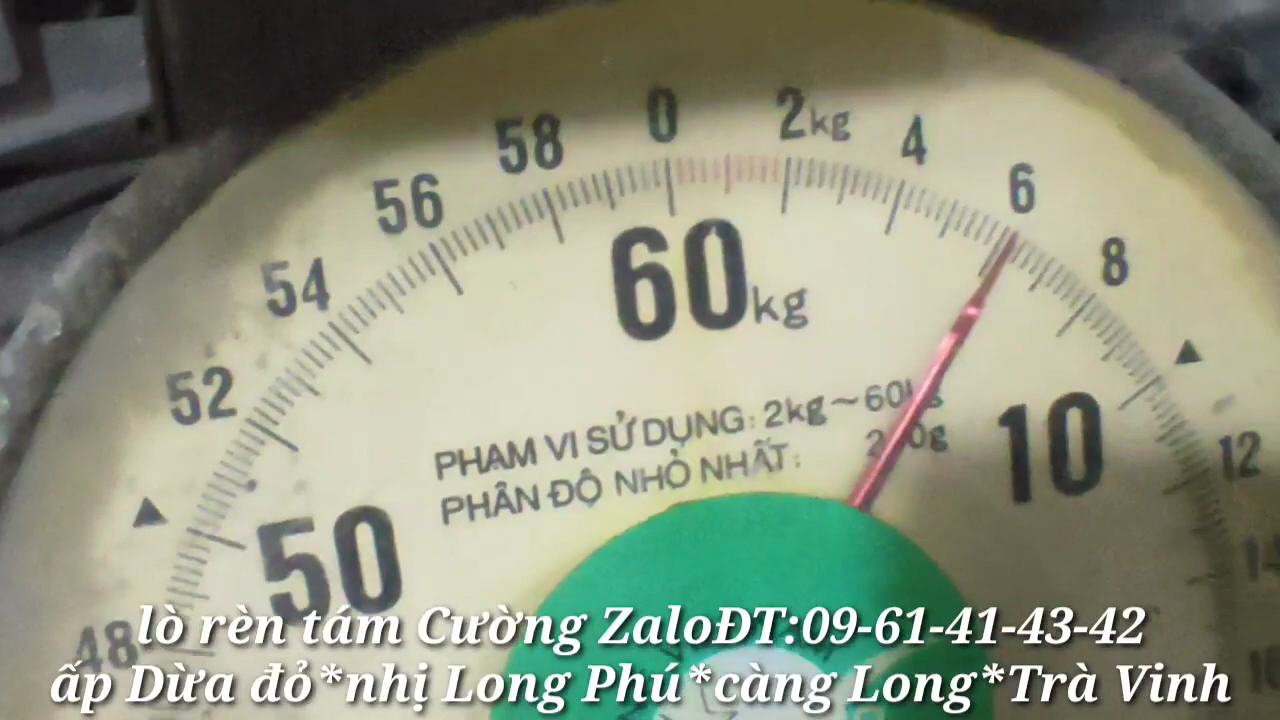 0
2kg
4
6
8
58
56
54
52
60kg
10
12
50
48
PHAM VI SỬ DỤNG: 2kg~60
PHÂN ĐỘ NHỎ NHẤT:
lò rèn tám Cường ZaloĐT:09-61-41-43-42
ấp Dừa đỏ*nhị Long Phú*càng Long*Trà Vinh